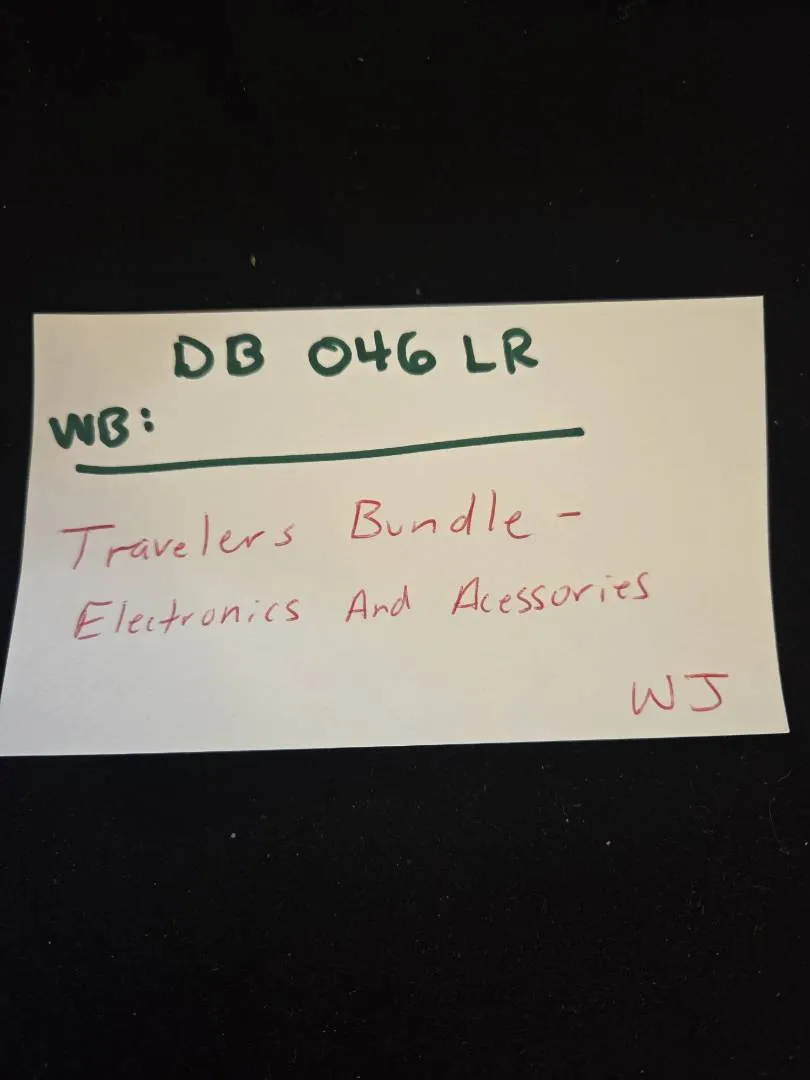 DB 046 LR
WB:
Travelers Bundle -
Electronics And Acessories
WJ